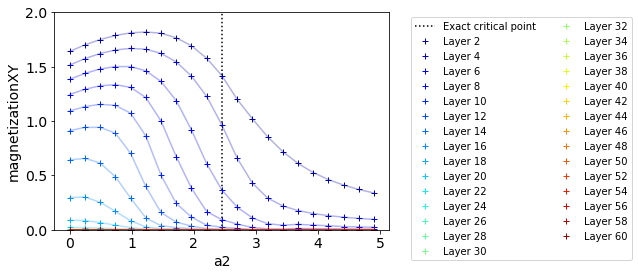 2.0
1.5
1.0
0.5
0.0
magnetizationXY
0 1 2 3 4 5
a2
Exact critical point
Layer 2
Layer 4
Layer 6
Layer 8
Layer 10
Layer 12
Layer 14
Layer 16
Layer 18
Layer 20
Layer 22
Layer 24
Layer 26
Layer 28
Layer 30
Layer 32
Layer 34
Layer 36
Layer 38
Layer 40
Layer 42
Layer 44
Layer 46
Layer 48
Layer 50
Layer 52
Layer 54
Layer 56
Layer 58
Layer 60